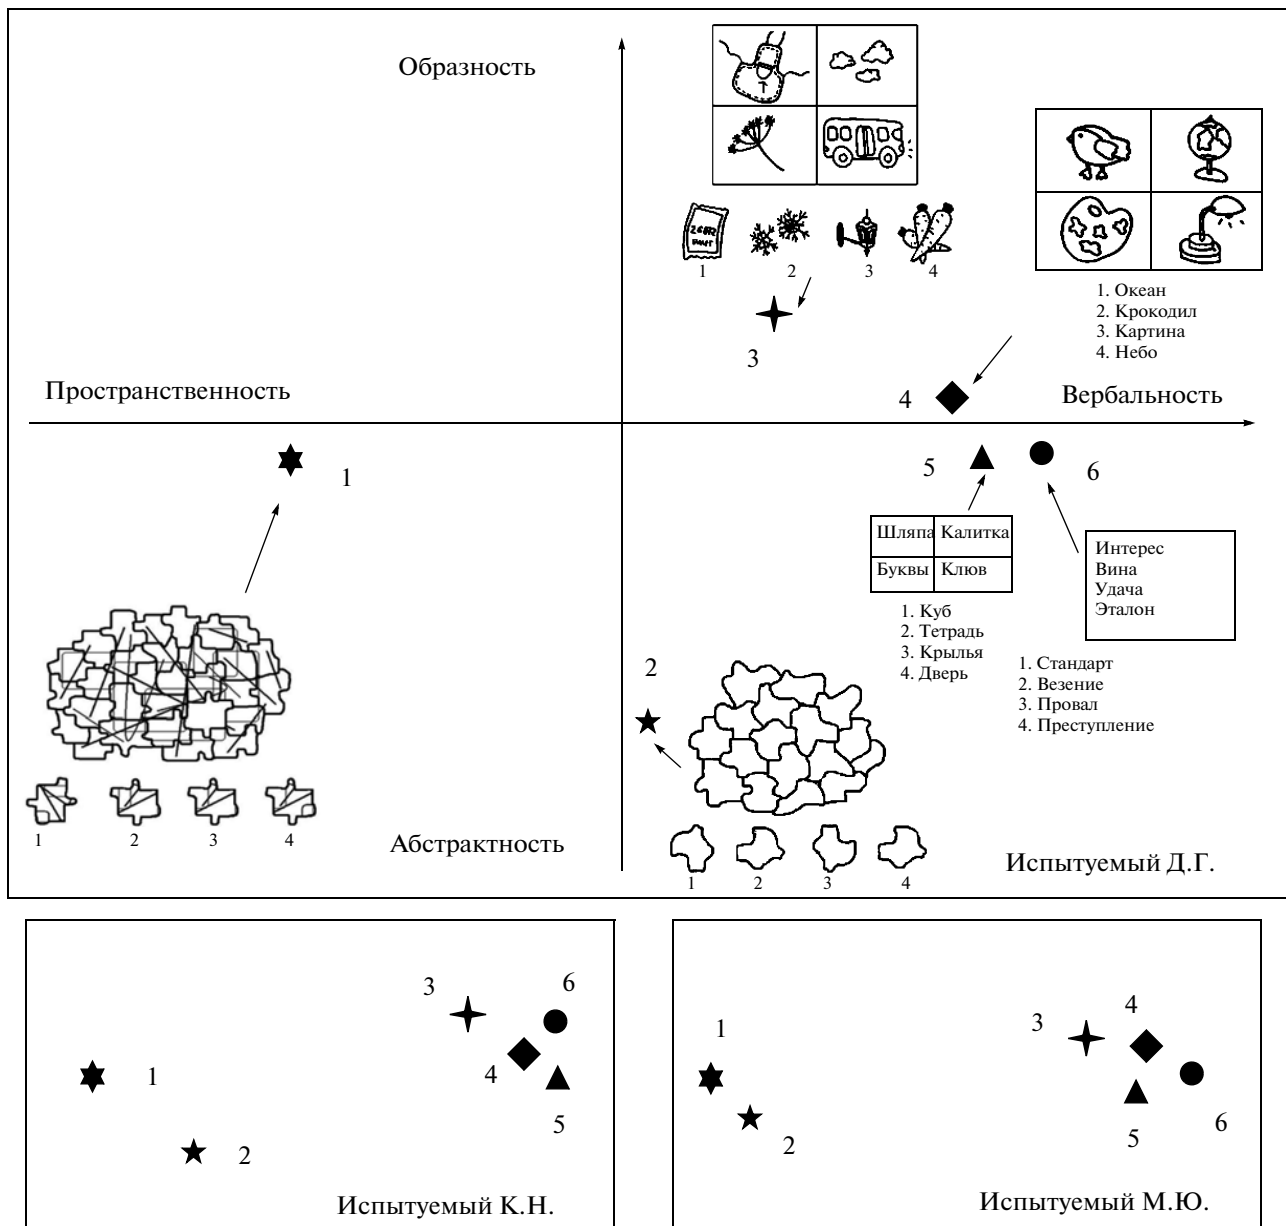 Образность
1
2
3
4
1. Океан
2. Крокодил
3. Картина
4. Небо
3
Пространственность
4
Вербальность
1
5
6
Шляпа Калитка
Буквы Клюв
Интерес
Вина
Удача
Эталон
1. Куб
2. Тетрадь
3. Крылья
4. Дверь
1. Стандарт
2. Везение
3. Провал
4. Преступление
2
1
2
3
4
Абстрактность
1
2
3
4
Испытуемый Д.Г.
3
6
4
1
5
2
Испытуемый К.Н.
1
3
4
2
5
6
Испытуемый М.Ю.